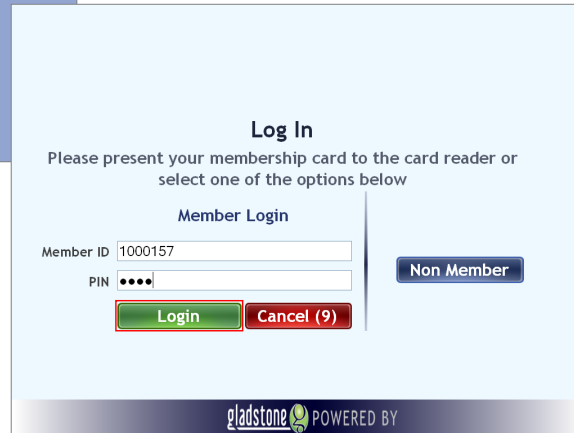 Log In
Please present your membership card to the card reader or
select one of the options below
Member Login
Member ID 1000157
PIN ●●●●
Login Cancel (9)
Non Member
gladstone POWERED BY